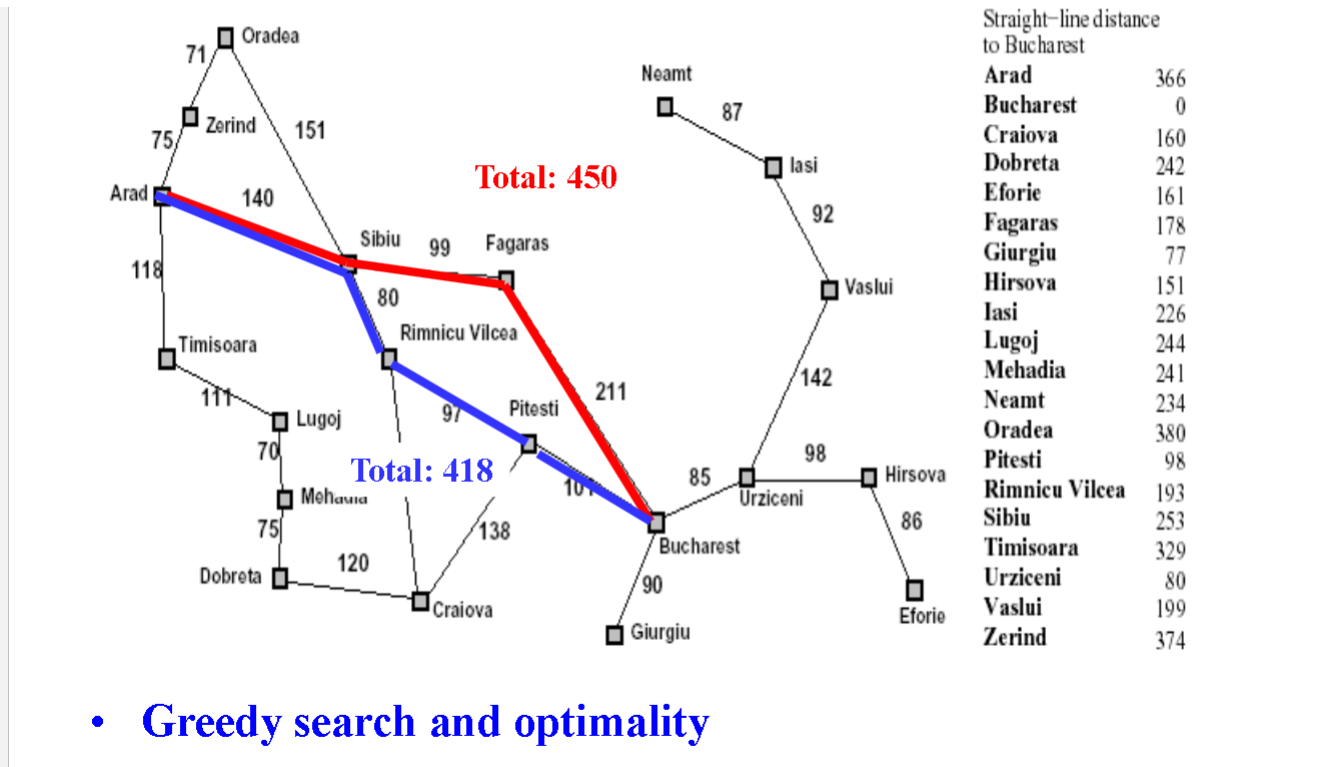 Oradea
71
Neamt
Zerind
87
75
151
Iasi
Total: 450
Arad
140
92
Sibiu
99
Fagaras
118
80
Vaslui
Rimnicu Vilcea
Timisoara
142
211
111
97
Pitesti
Lugoj
70
Total: 418
98
85
Hirsova
Urziceni
86
75
138
Bucharest
120
Dobreta
90
Craiova
Eforie
Giurgiu
Straight-line distance
to Bucharest
Arad 366
Bucharest 0
Craiova 160
Dobreta 242
Eforie 161
Fagaras 178
Giurgiu 77
Hirsova 151
Iasi 226
Lugoj 244
Mehadia 241
Neamt 234
Oradea 380
Pitesti 98
Rimnicu Vilcea 193
Sibiu 253
Timisoara 329
Urziceni 80
Vaslui 199
Zerind 374
• Greedy search and optimality